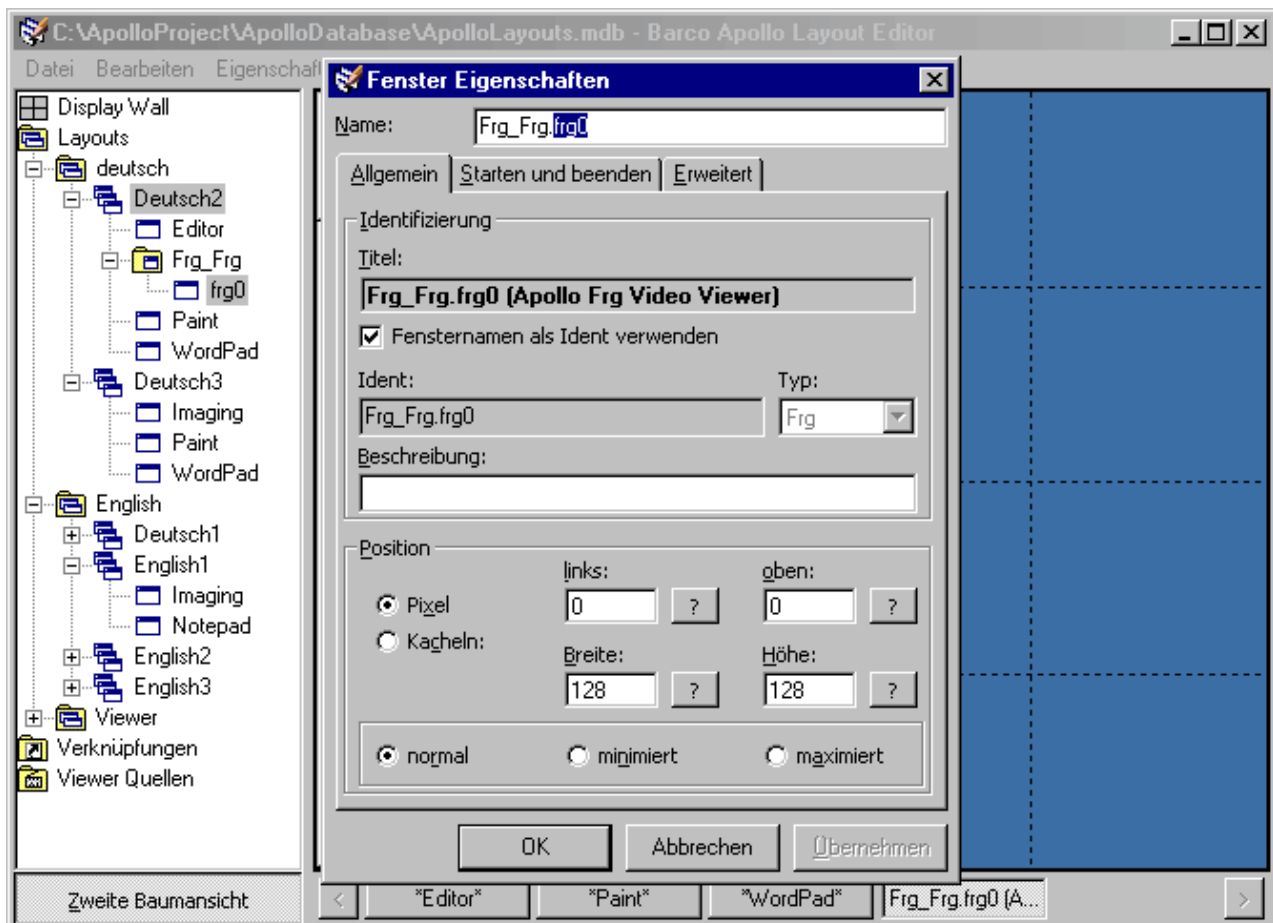 C:\ApolloProject\ApolloDatabase\ApolloLayouts.mdb - Barco Apollo Layout Editor
Datei Bearbeiten Eigenschaft
Display Wall
Layouts
deutsch
Deutsch2
Editor
Frg_Frg
frg0
Paint
WordPad
Deutsch3
Imaging
Paint
WordPad
English
Deutsch1
English1
Imaging
Notepad
English2
English3
Viewer
Verknüpfungen
Viewer Quellen
Zweite Baumansicht
Fenster Eigenschaften
Name: Frg_Frg.frg0
Allgemein Starten und beenden Erweitert
Identifizierung
Titel:
Frg_Frg.frg0 (Apollo Frg Video Viewer)
Fensternamen als Ident verwenden
Ident: Typ:
Frg_Frg.frg0 Frg
Beschreibung:
Position
links: oben:
Pixel 0 ? 0 ?
Kacheln:
Breite: Höhe:
128 ? 128 ?
normal minimiert maximiert
OK Abbrechen Übernehmen
< "Editor" "Paint" "WordPad" Frg_Frg.frg0 (A... >